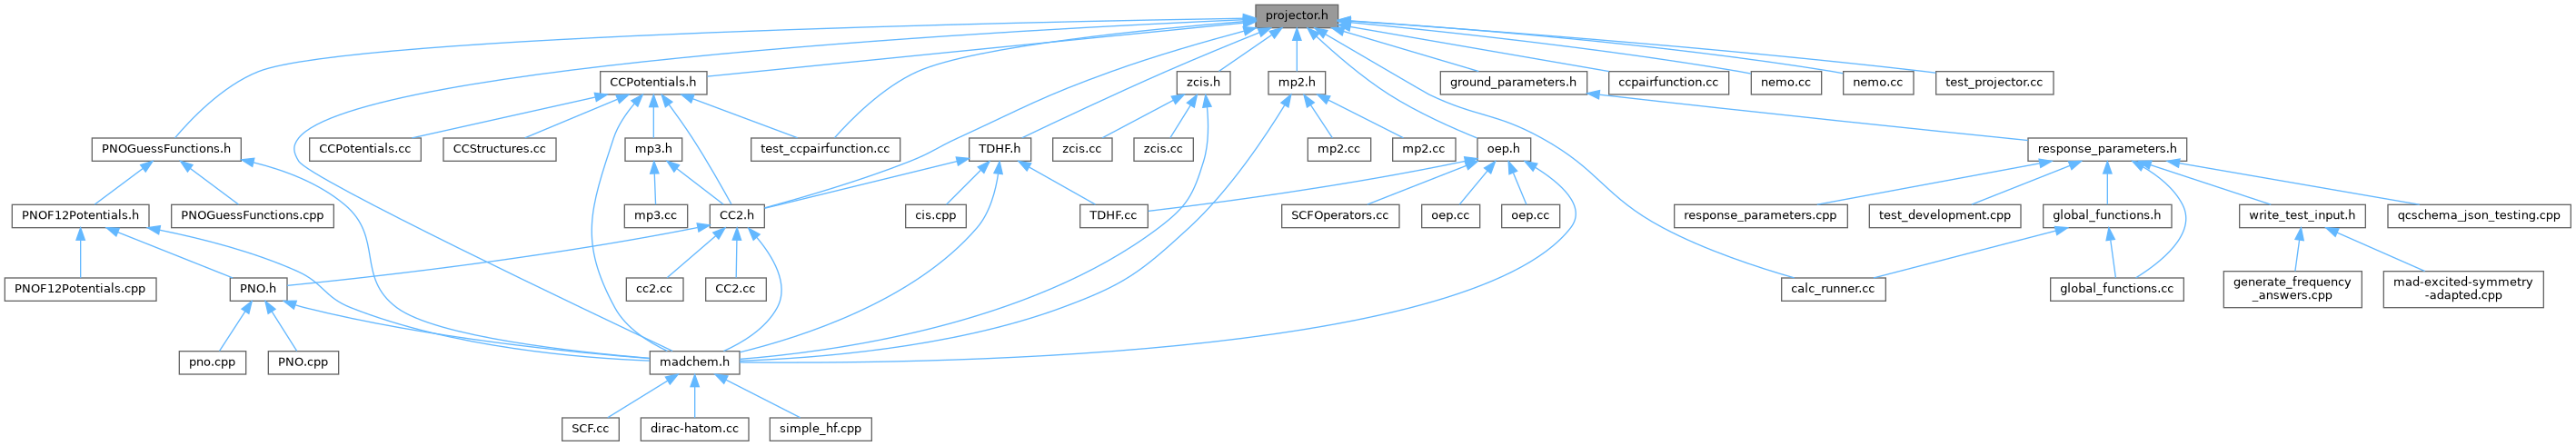 projector.h
CCPotentials.h
zcis.h
mp2.h
ground_parameters.h
ccpairfunction.cc
nemo.cc
nemo.cc
test_projector.cc
PNOGuessFunctions.h
CCPotentials.cc
CCStructures.cc
mp3.h
test_ccpairfunction.cc
TDHF.h
zcis.cc
zcis.cc
mp2.cc
mp2.cc
oep.h
response_parameters.h
PNOF12Potentials.h
PNOGuessFunctions.cpp
mp3.cc
CC2.h
cis.cpp
TDHF.cc
SCFOperators.cc
oep.cc
oep.cc
response_parameters.cpp
test_development.cpp
global_functions.h
write_test_input.h
qcschema_json_testing.cpp
PNOF12Potentials.cpp
PNO.h
cc2.cc
CC2.cc
calc_runner.cc
global_functions.cc
generate_frequency
_answers.cpp
mad-excited-symmetry
-adapted.cpp
pno.cpp
PNO.cpp
madchem.h
SCF.cc
dirac-hatom.cc
simple_hf.cpp